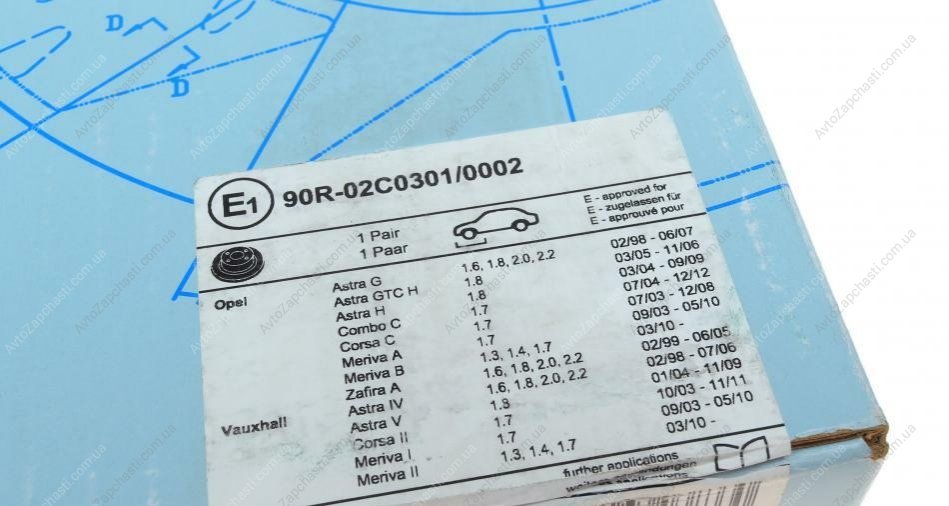 D
D
E1 90R-02C0301/0002
1 Pair
1 Paar
E - approved for
E - zugelassen für
E - approuvé pour
Opel Astra G 1.6, 1.8, 2.0, 2.2 02/98 - 06/07
Astra GTC H 1.8 03/05 - 11/06
Astra H 1.8 03/04 - 09/09
Combo C 1.7 07/04 - 12/12
Corsa C 1.7 07/03 - 12/08
Meriva A 1.7 09/03 - 05/10
Meriva B 1.3, 1.4, 1.7 03/10 -
Zafira A 1.6, 1.8, 2.0, 2.2 02/99 - 06/05
Vauxhall Astra IV 1.6, 1.8, 2.0, 2.2 02/98 - 07/06
Astra V 1.8 01/04 - 11/09
Corsa II 1.7 10/03 - 11/11
Meriva I 1.7 09/03 - 05/10
Meriva II 1.3, 1.4, 1.7 03/10 -
further applications
weitere Anwendungen
AvtoZapchasti.com.ua